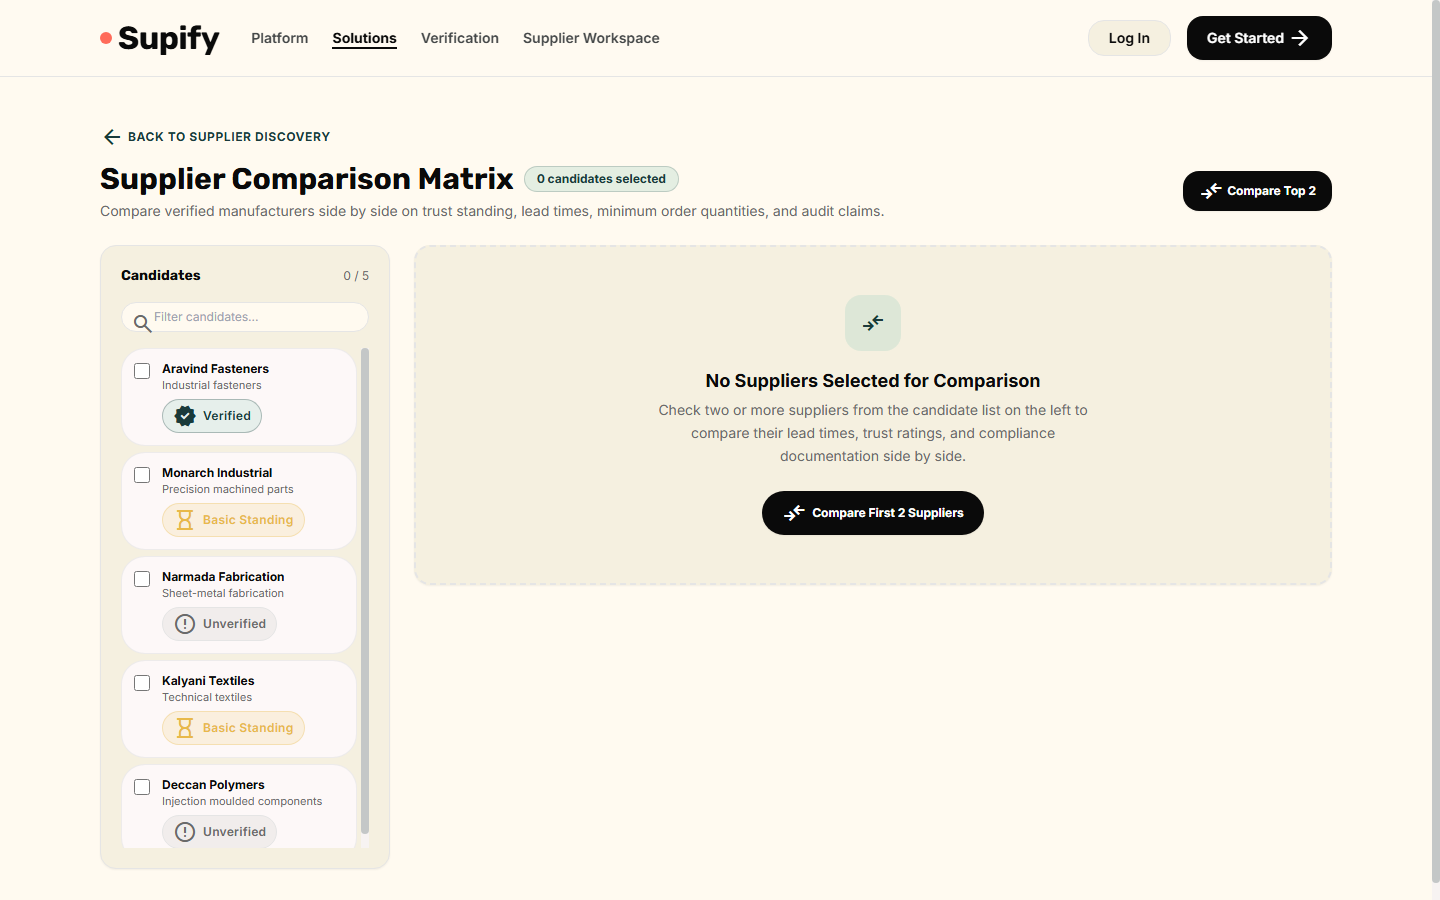 Supify
Platform
Solutions
Verification
Supplier Workspace
Log In
Get Started
BACK TO SUPPLIER DISCOVERY
Supplier Comparison Matrix
0 candidates selected
Compare verified manufacturers side by side on trust standing, lead times, minimum order quantities, and audit claims.
Compare Top 2
Candidates
0 / 5
Filter candidates...
Aravind Fasteners
Industrial fasteners
Verified
Monarch Industrial
Precision machined parts
Basic Standing
Narmada Fabrication
Sheet-metal fabrication
Unverified
Kalyani Textiles
Technical textiles
Basic Standing
Deccan Polymers
Injection moulded components
Unverified
No Suppliers Selected for Comparison
Check two or more suppliers from the candidate list on the left to
compare their lead times, trust ratings, and compliance
documentation side by side.
Compare First 2 Suppliers